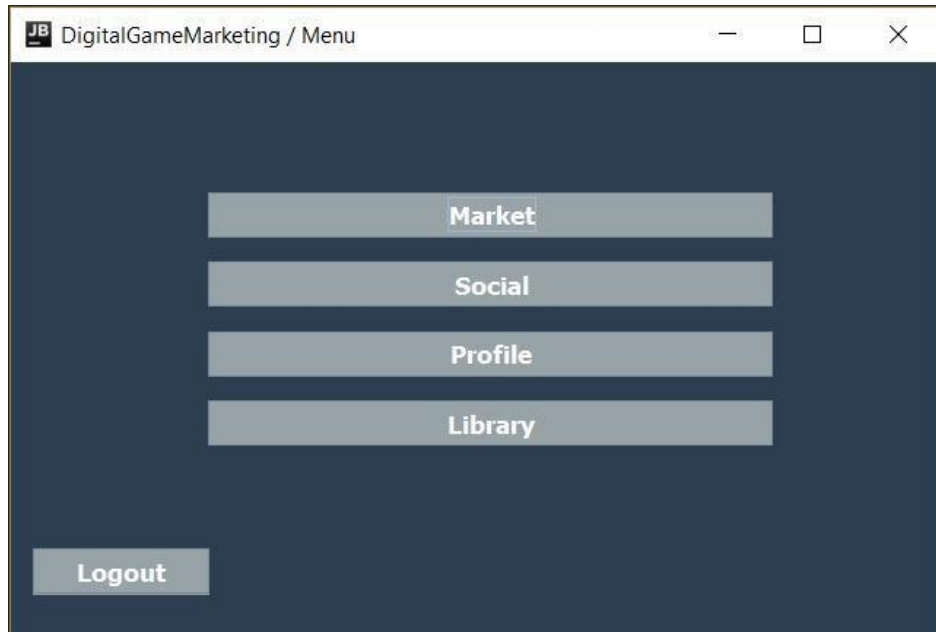 JB DigitalGameMarketing / Menu
Market
Social
Profile
Library
Logout